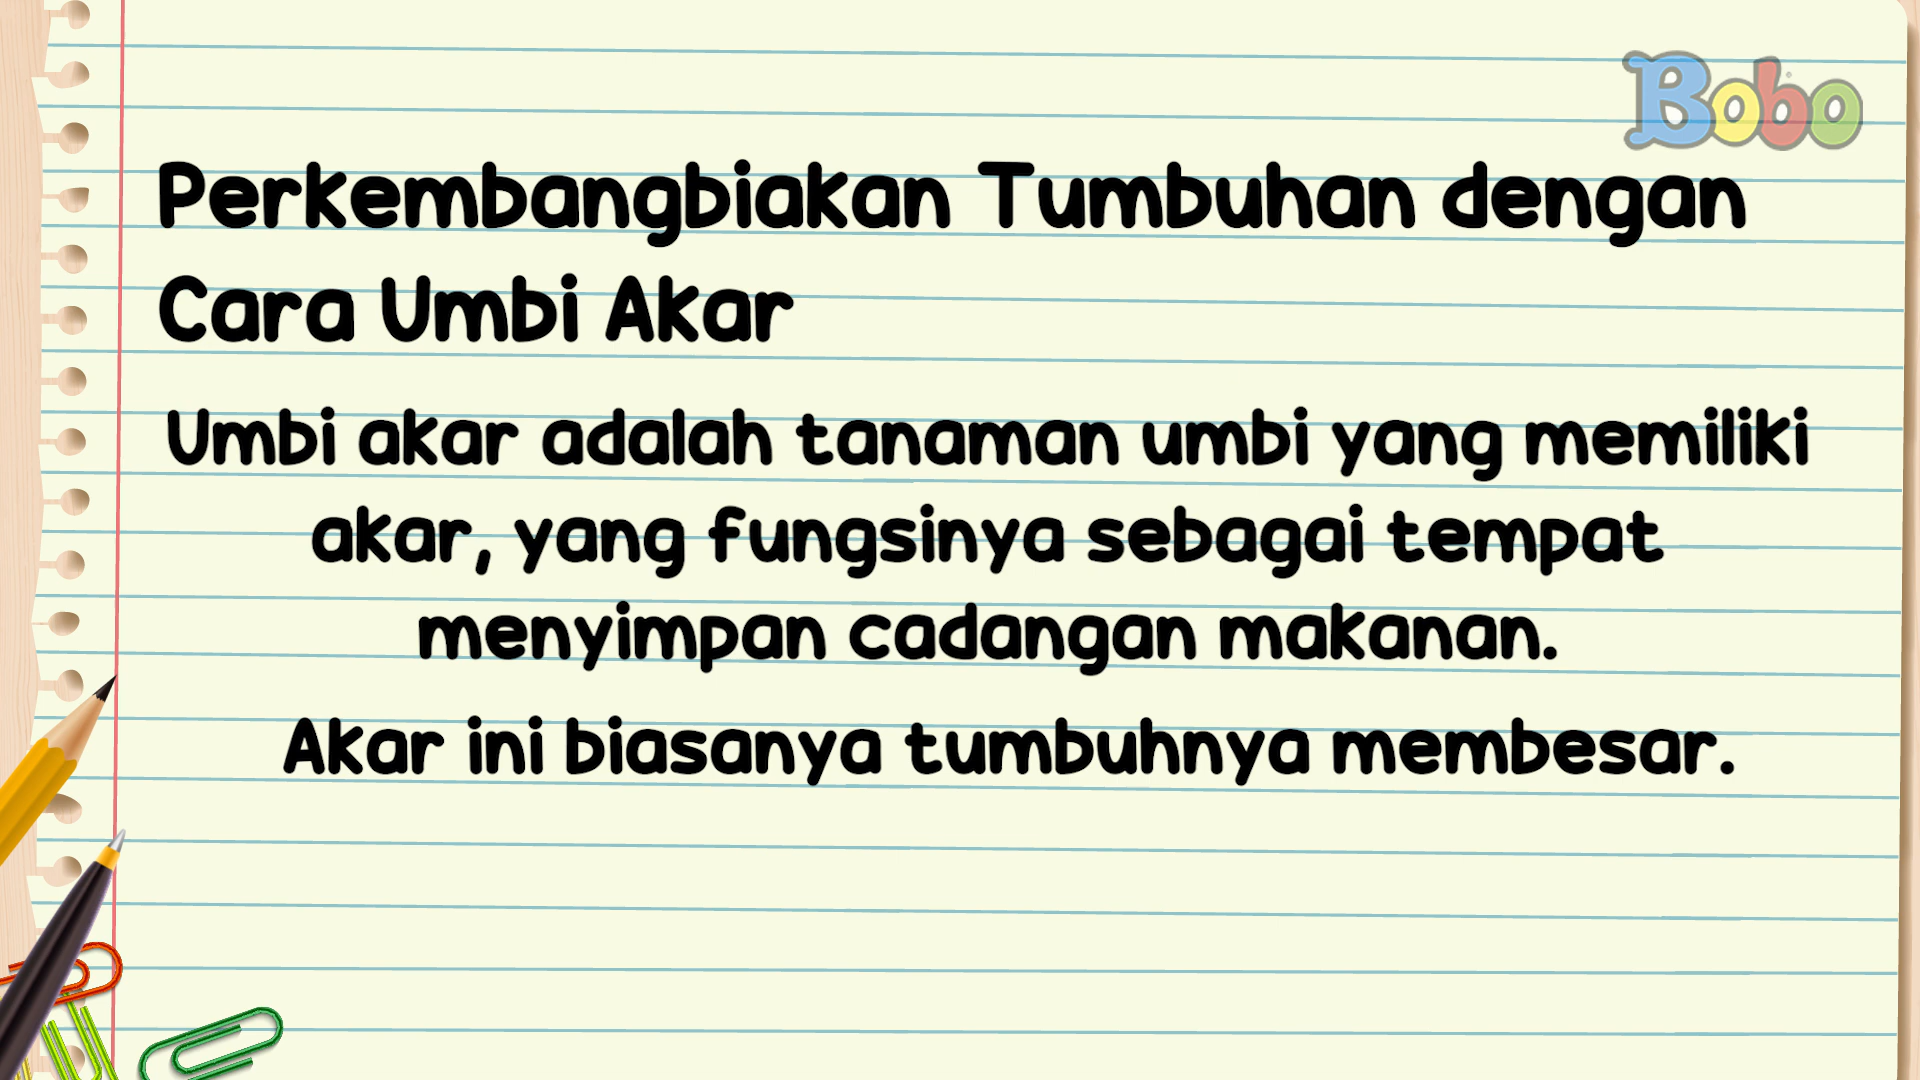 Bobo
Perkembangbiakan Tumbuhan dengan
Cara Umbi Akar
Umbi akar adalah tanaman umbi yang memiliki
akar, yang fungsinya sebagai tempat
menyimpan cadangan makanan.
Akar ini biasanya tumbuhnya membesar.